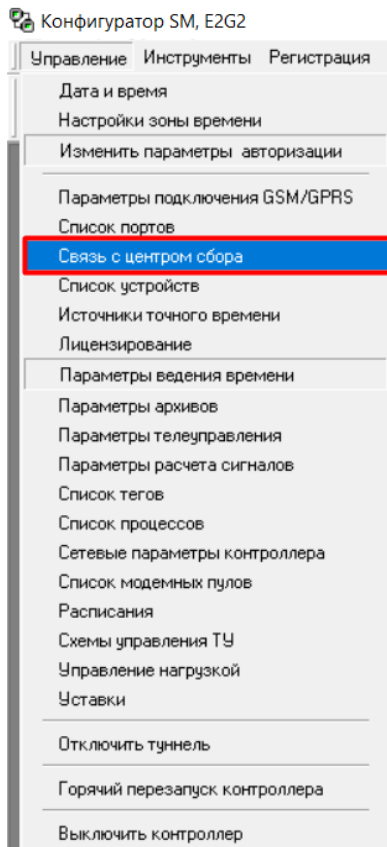 Конфигуратор SM, E2G2
Управление Инструменты Регистрация
Дата и время
Настройки зоны времени
Изменить параметры авторизации
Параметры подключения GSM/GPRS
Список портов
Связь с центром сбора
Список устройств
Источники точного времени
Лицензирование
Параметры ведения времени
Параметры архивов
Параметры телеуправления
Параметры расчета сигналов
Список тегов
Список процессов
Сетевые параметры контроллера
Список модемных пулов
Расписания
Схемы управления ТУ
Управление нагрузкой
Уставки
Отключить туннель
Горячий перезапуск контроллера
Выключить контроллер